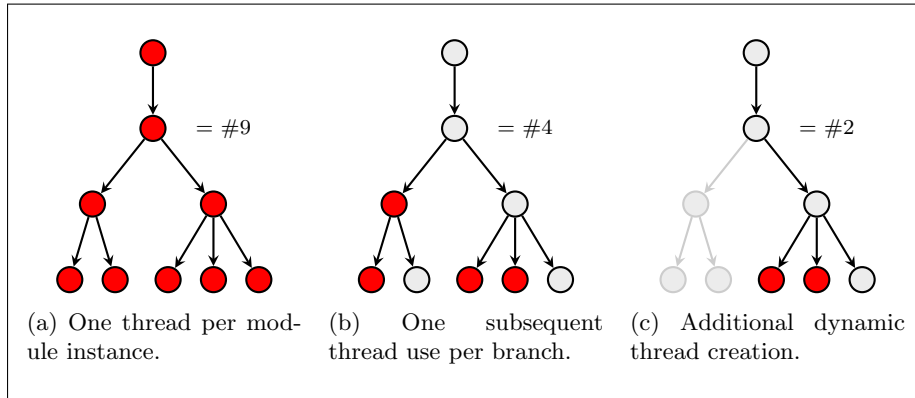 = #9
= #4
= #2
(a) One thread per mod-
ule instance.
(b) One subsequent
thread use per branch.
(c) Additional dynamic
thread creation.